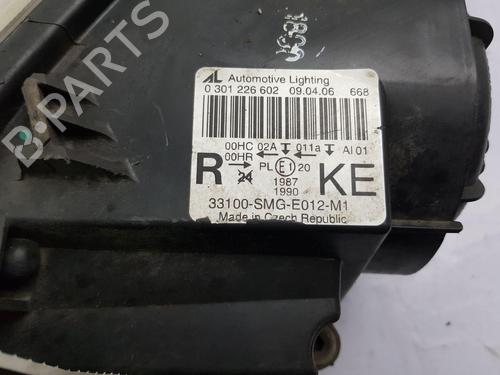 B-PARTS
AL Automotive Lighting
0 301 226 602 09.04.06 668
00HC 02A 011a AI 01
00HR
R 24 PL E1 20 KE
1987
1990
33100-SMG-E012-M1
Made in Czech Republic